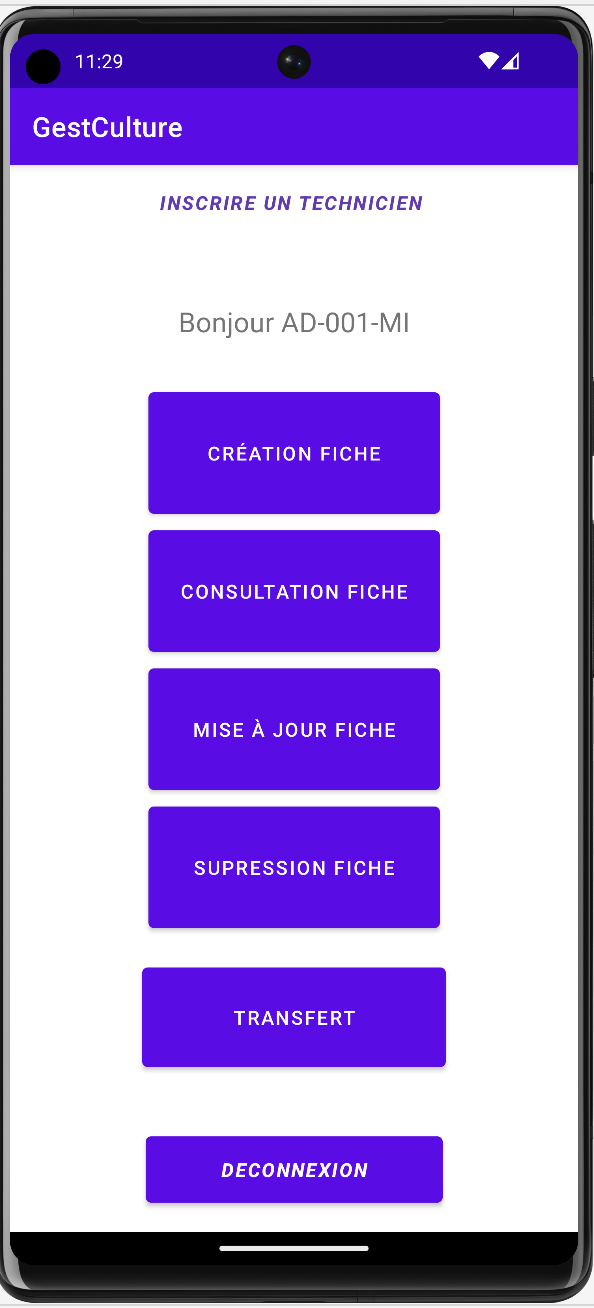 11:29
GestCulture
INSCRIRE UN TECHNICIEN
Bonjour AD-001-MI
CRÉATION FICHE
CONSULTATION FICHE
MISE À JOUR FICHE
SUPRESSION FICHE
TRANSFERT
DECONNEXION